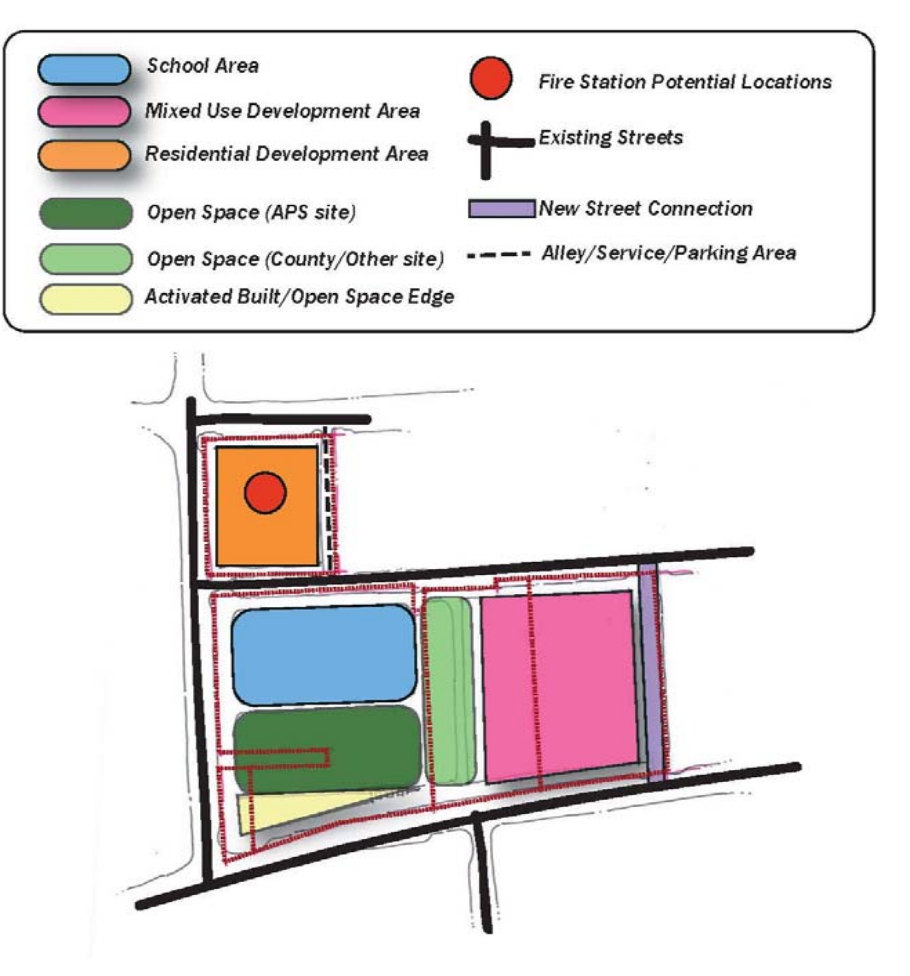 School Area
Mixed Use Development Area
Residential Development Area
Open Space (APS site)
Open Space (County/Other site)
Activated Built/Open Space Edge
Fire Station Potential Locations
Existing Streets
New Street Connection
Alley/Service/Parking Area